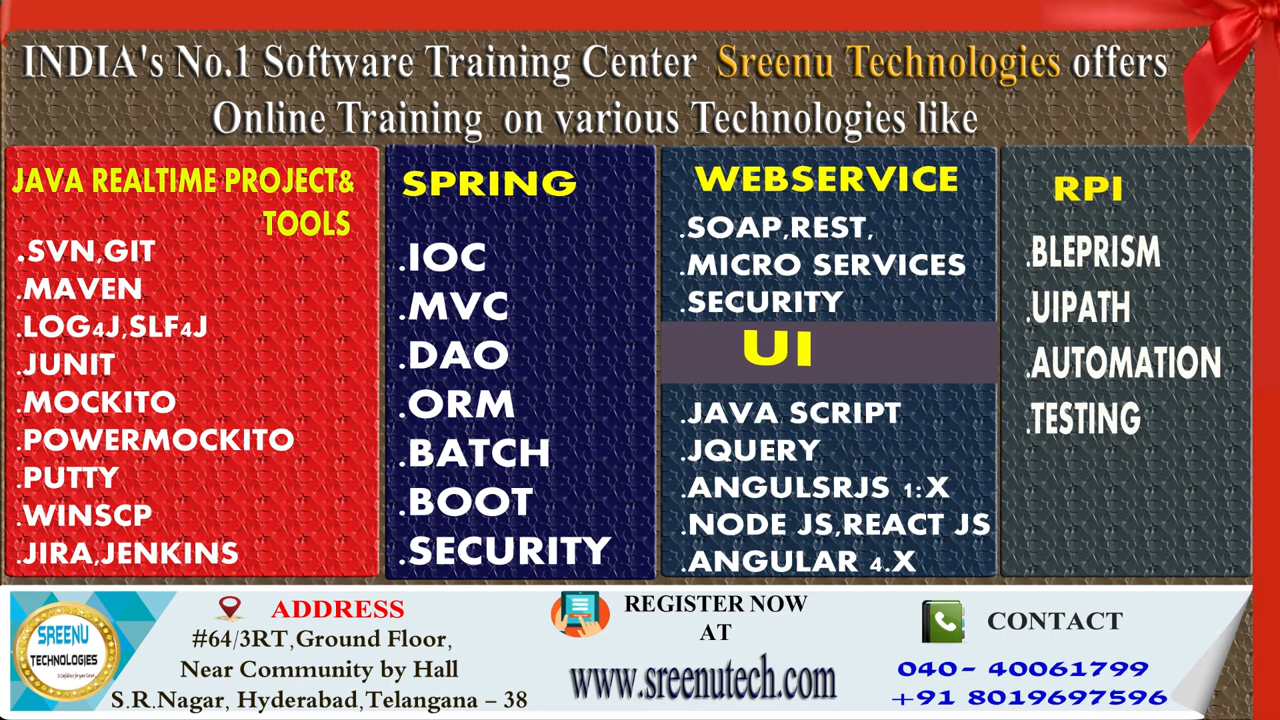 INDIA's No.1 Software Training Center Sreenu Technologies offers
Online Training on various Technologies like
JAVA REALTIME PROJECT&
TOOLS
.SVN,GIT
.MAVEN
.LOG4J,SLF4J
.JUNIT
.MOCKITO
.POWERMOCKITO
.PUTTY
.WINSCP
.JIRA,JENKINS
SPRING
.IOC
.MVC
.DAO
.ORM
.BATCH
.BOOT
.SECURITY
WEBSERVICE
.SOAP,REST,
.MICRO SERVICES
.SECURITY
UI
.JAVA SCRIPT
.JQUERY
.ANGULSRJS 1:X
.NODE JS,REACT JS
.ANGULAR 4.X
RPI
.BLEPRISM
.UIPATH
.AUTOMATION
.TESTING
SREENU
TECHNOLOGIES
ADDRESS
#64/3RT,Ground Floor,
Near Community by Hall
S.R.Nagar, Hyderabad,Telangana – 38
REGISTER NOW
AT
www.sreenutech.com
CONTACT
040- 40061799
+91 8019697596